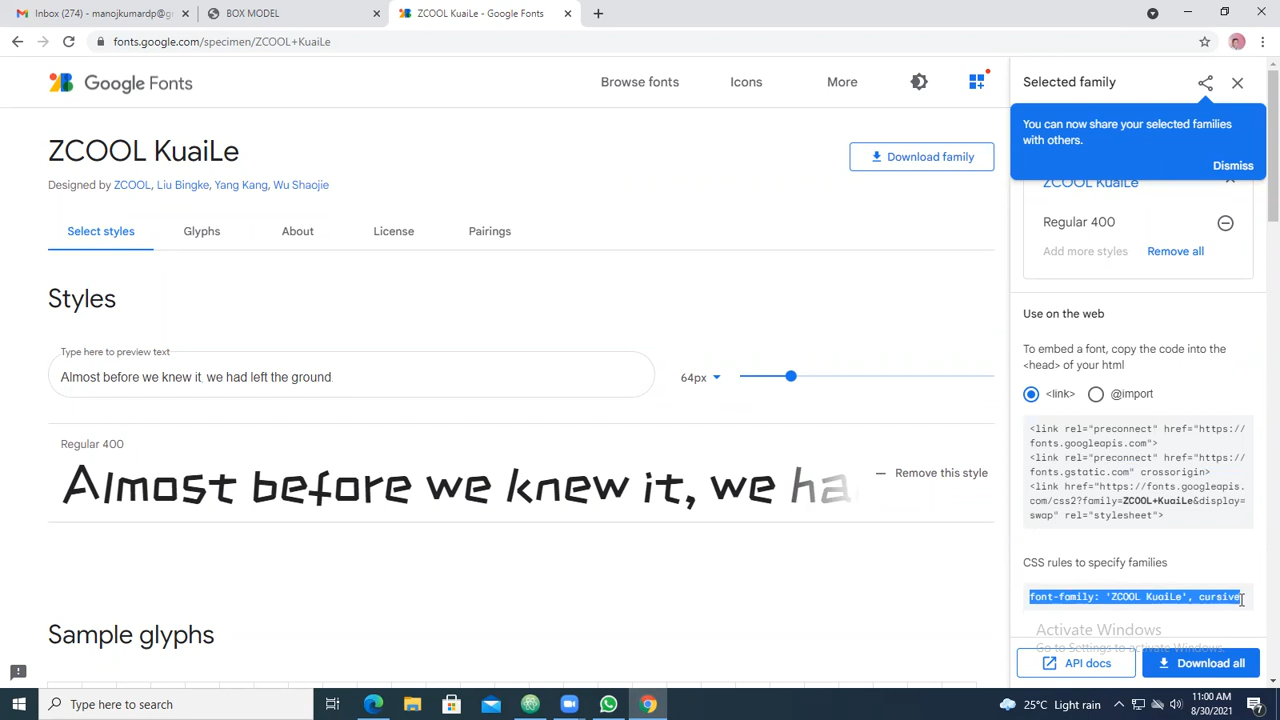 Inbox (274) - manojkumardp@gr
BOX MODEL
ZCOOL KuaiLe - Google Fonts
fonts.google.com/specimen/ZCOOL+KuaiLe
Google Fonts
Browse fonts
Icons
More
ZCOOL KuaiLe
Designed by ZCOOL, Liu Bingke, Yang Kang, Wu Shaojie
Download family
Select styles
Glyphs
About
License
Pairings
Styles
Type here to preview text
Almost before we knew it, we had left the ground.
64px
Regular 400
Almost before we knew it, we ha
Remove this style
Sample glyphs
Selected family
You can now share your selected families
with others.
Dismiss
ZCOOL KuaiLe
Regular 400
Add more styles
Remove all
Use on the web
To embed a font, copy the code into the
<head> of your html
<link>
@import
<link rel="preconnect" href="https://
fonts.googleapis.com">
<link rel="preconnect" href="https://
fonts.gstatic.com" crossorigin>
<link href="https://fonts.googleapis.
com/css2?family=ZCOOL+KuaiLe&display=
swap" rel="stylesheet">
CSS rules to specify families
font-family: 'ZCOOL KuaiLe', cursive
Activate Windows
Go to Settings to activate Windows.
API docs
Download all
Type here to search
25°C Light rain
11:00 AM
8/30/2021
7